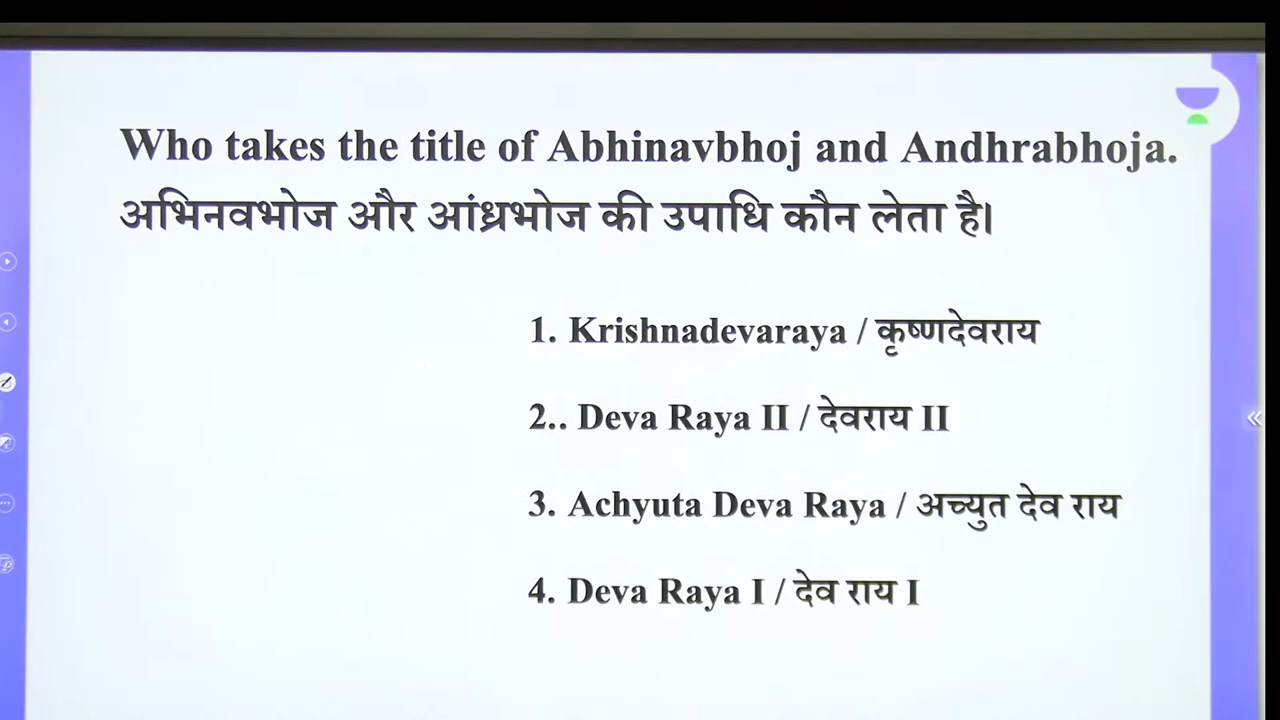 Who takes the title of Abhinavbhoj and Andhrabhoja.
अभिनवभोज और आंध्रभोज की उपाधि कौन लेता है।
1. Krishnadevaraya / कृष्णदेवराय
2.. Deva Raya II / देवराय II
3. Achyuta Deva Raya / अच्युत देव राय
4. Deva Raya I / देव राय I